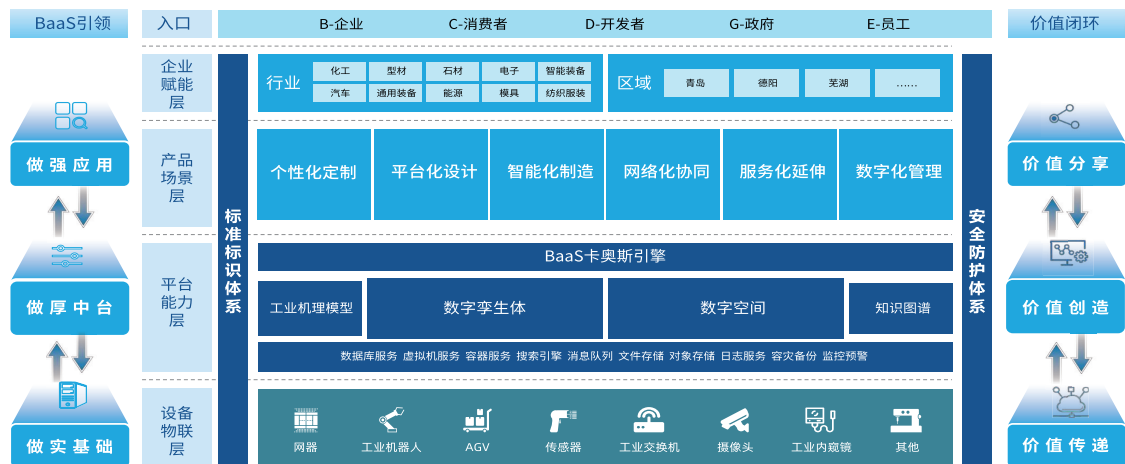 BaaS引领
入口
B-企业
C-消费者
D-开发者
G-政府
E-员工
价值闭环
做强应用
做厚中台
做实基础
企业
赋能
层
产品
场景
层
平台
能力
层
设备
物联
层
标准标识体系
行业
化工
型材
石材
电子
智能装备
汽车
通用装备
能源
模具
纺织服装
区域
青岛
德阳
芜湖
……
个性化定制
平台化设计
智能化制造
网络化协同
服务化延伸
数字化管理
BaaS卡奥斯引擎
工业机理模型
数字孪生体
数字空间
知识图谱
数据库服务 虚拟机服务 容器服务 搜索引擎 消息队列 文件存储 对象存储 日志服务 容灾备份 监控预警
网器
工业机器人
AGV
传感器
工业交换机
摄像头
工业内窥镜
其他
安全防护体系
价值分享
价值创造
价值传递